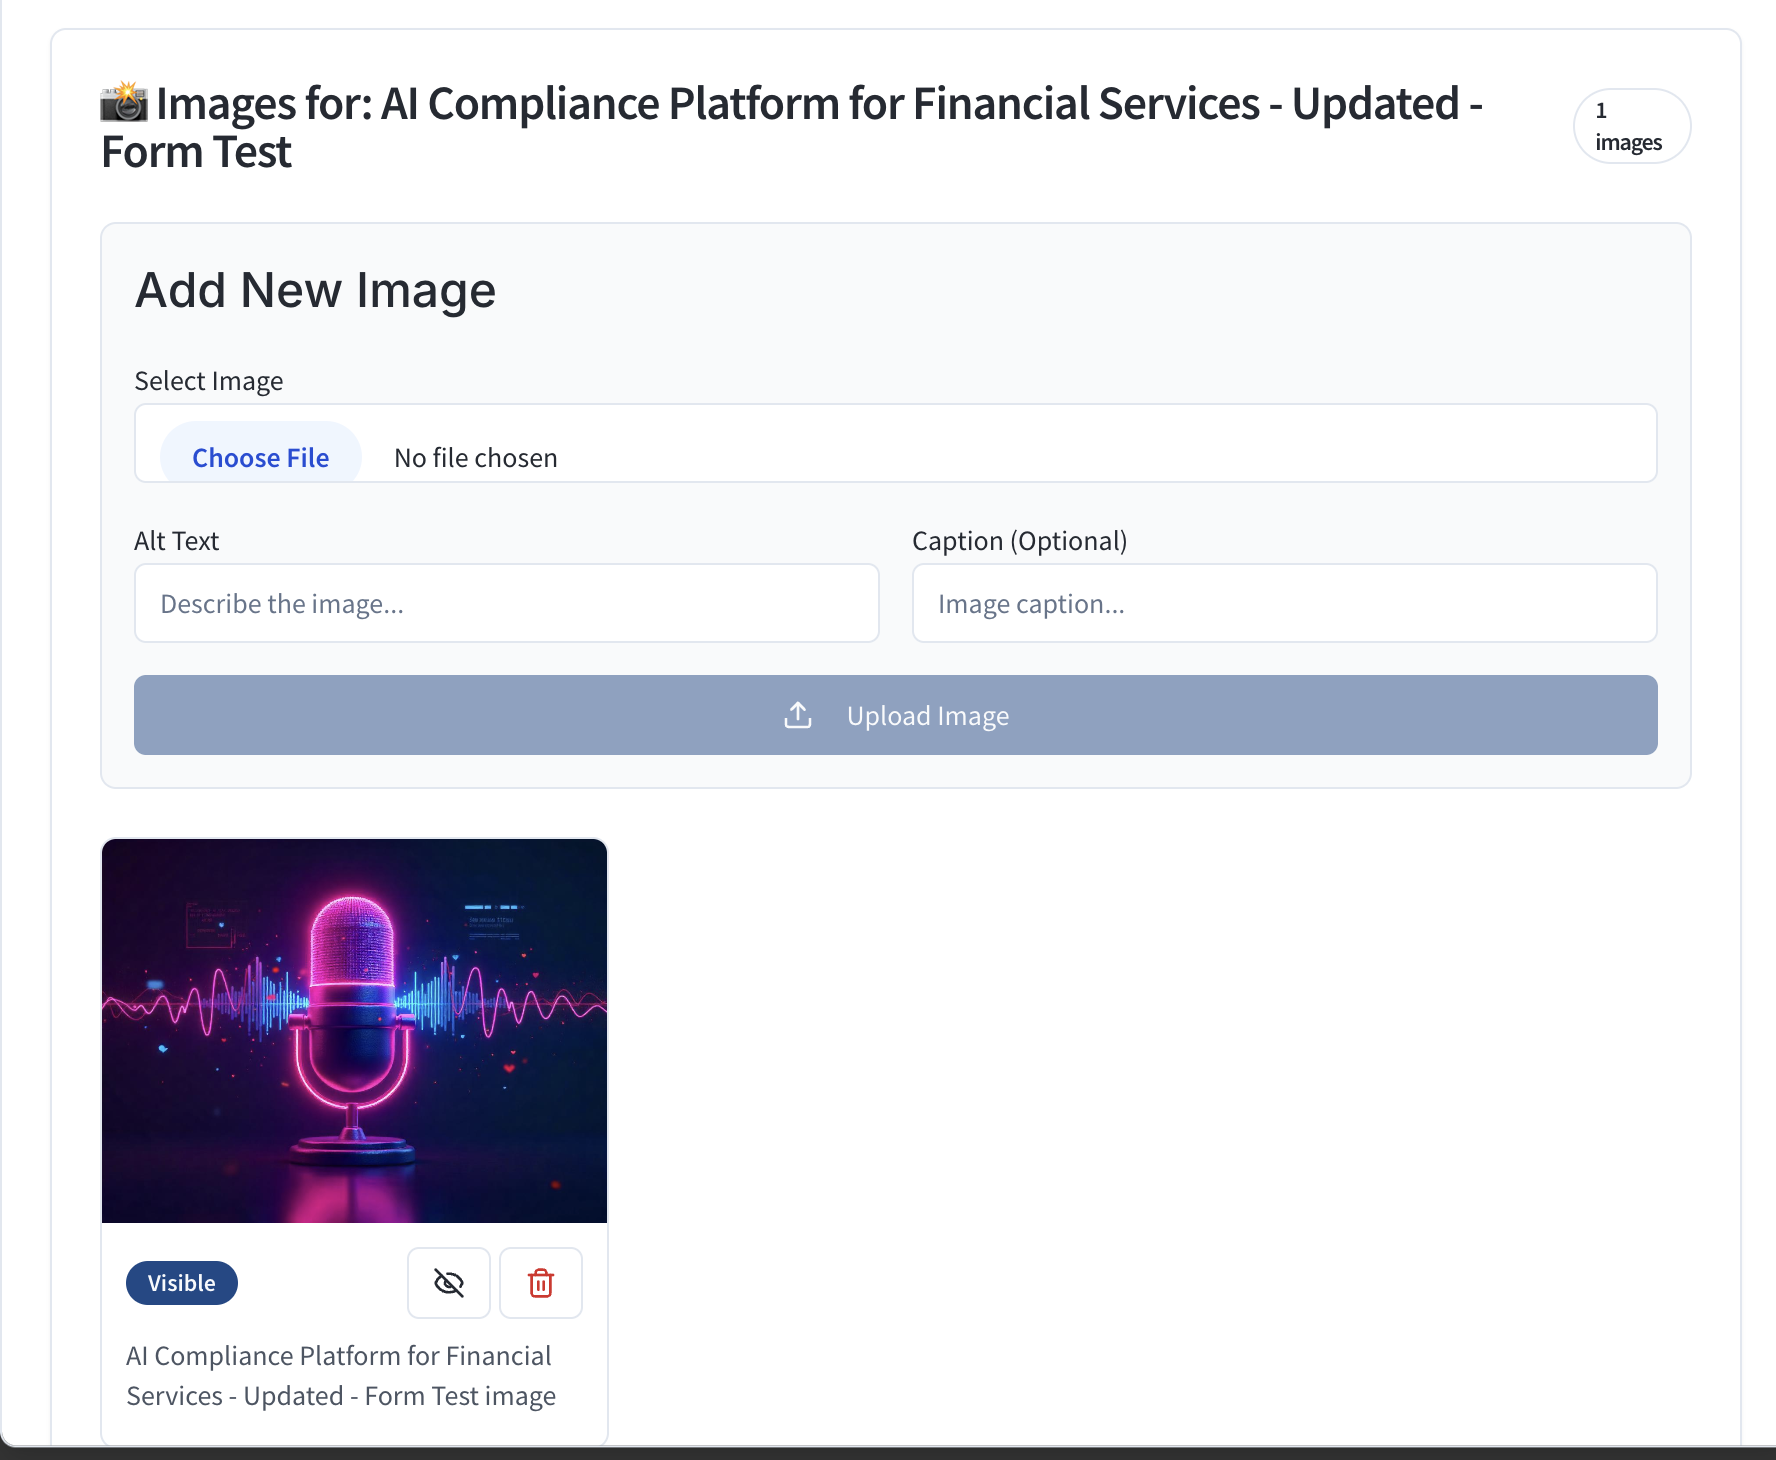 Images for: AI Compliance Platform for Financial Services - Updated -
Form Test
1
images
Add New Image
Select Image
Choose File
No file chosen
Alt Text
Caption (Optional)
Describe the image...
Image caption...
Upload Image
Visible
AI Compliance Platform for Financial
Services - Updated - Form Test image